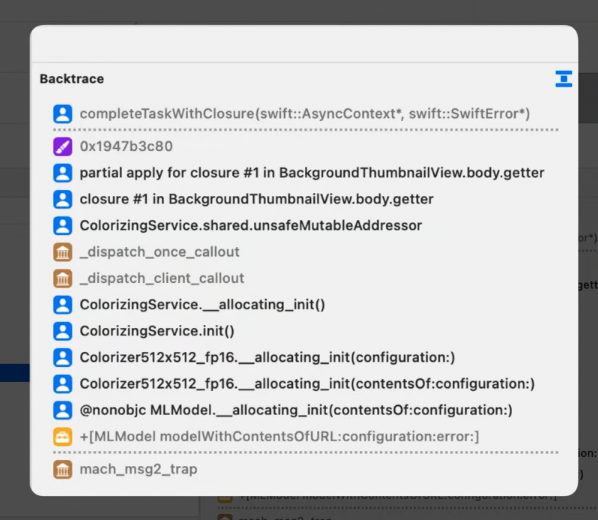 Backtrace
completeTaskWithClosure(swift::AsyncContext*, swift::SwiftError*)
0x1947b3c80
partial apply for closure #1 in BackgroundThumbnailView.body.getter
closure #1 in BackgroundThumbnailView.body.getter
ColorizingService.shared.unsafeMutableAddressor
_dispatch_once_callout
_dispatch_client_callout
ColorizingService.__allocating_init()
ColorizingService.init()
Colorizer512x512_fp16.__allocating_init(configuration:)
Colorizer512x512_fp16.__allocating_init(contentsOf:configuration:)
@nonobjc MLModel.__allocating_init(contentsOf:configuration:)
+[MLModel modelWithContentsOfURL:configuration:error:]
mach_msg2_trap